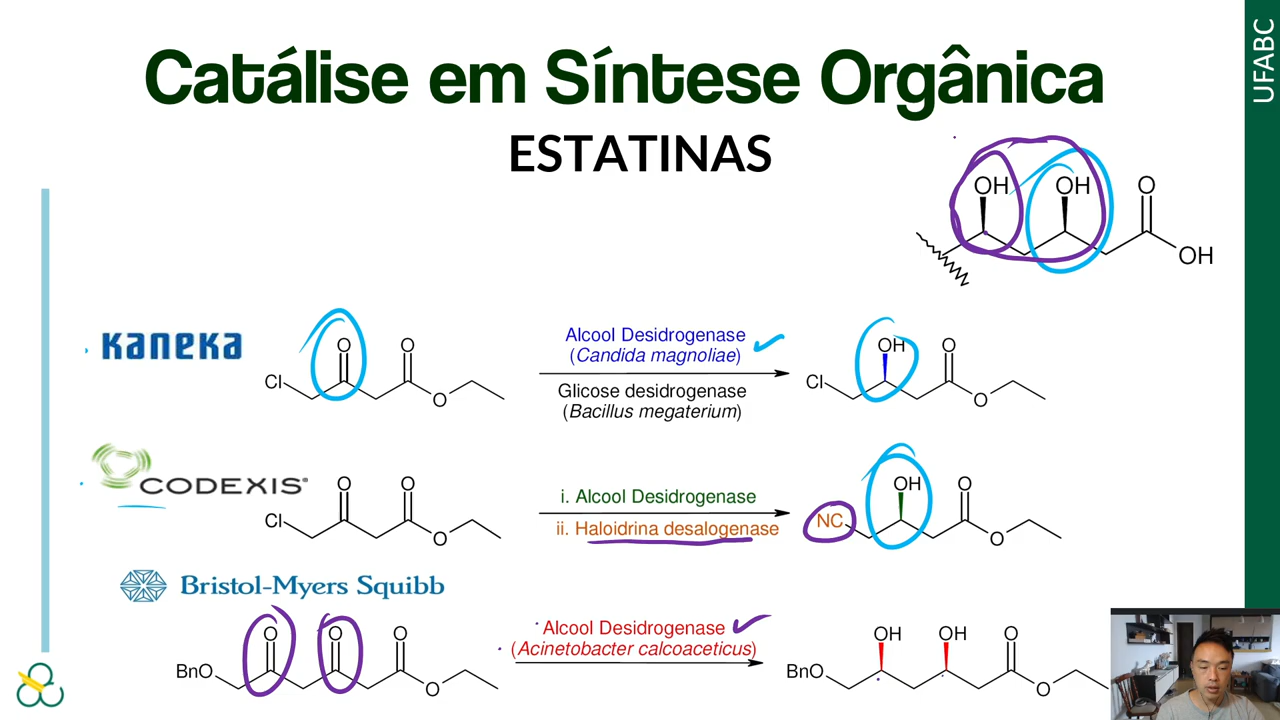 Catálise em Síntese Orgânica
UFABC
ESTATINAS
OH OH O
OH
KANEKA
O O
Cl
O
Alcool Desidrogenase
(Candida magnoliae)
Glicose desidrogenase
(Bacillus megaterium)
OH O
Cl
O
CODEXIS®
O O
Cl
O
i. Alcool Desidrogenase
ii. Haloidrina desalogenase
OH O
NC
O
Bristol-Myers Squibb
O O O
BnO
O
Alcool Desidrogenase
(Acinetobacter calcoaceticus)
OH OH O
BnO
O